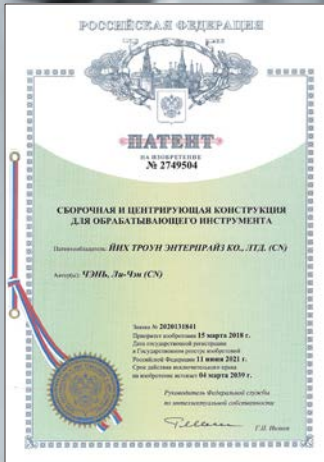 РОССИЙСКАЯ ФЕДЕРАЦИЯ
ПАТЕНТ
НА ИЗОБРЕТЕНИЕ
№ 2749504
СБОРОЧНАЯ И ЦЕНТРИРУЮЩАЯ КОНСТРУКЦИЯ
ДЛЯ ОБРАБАТЫВАЮЩЕГО ИНСТРУМЕНТА
Патентообладатель: ЙИХ ТРОУН ЭНТЕРПРАЙЗ КО., ЛТД. (CN)
Автор(ы): ЧЭНЬ, Ли-Чэн (CN)
Заявка № 2020131841
Приоритет изобретения 15 марта 2018 г.
Дата государственной регистрации
в Государственном реестре изобретений
Российской Федерации 11 июня 2021 г.
Срок действия исключительного права
на изобретение истекает 04 марта 2039 г.
Руководитель Федеральной службы
по интеллектуальной собственности
Г.П. Ивлиев